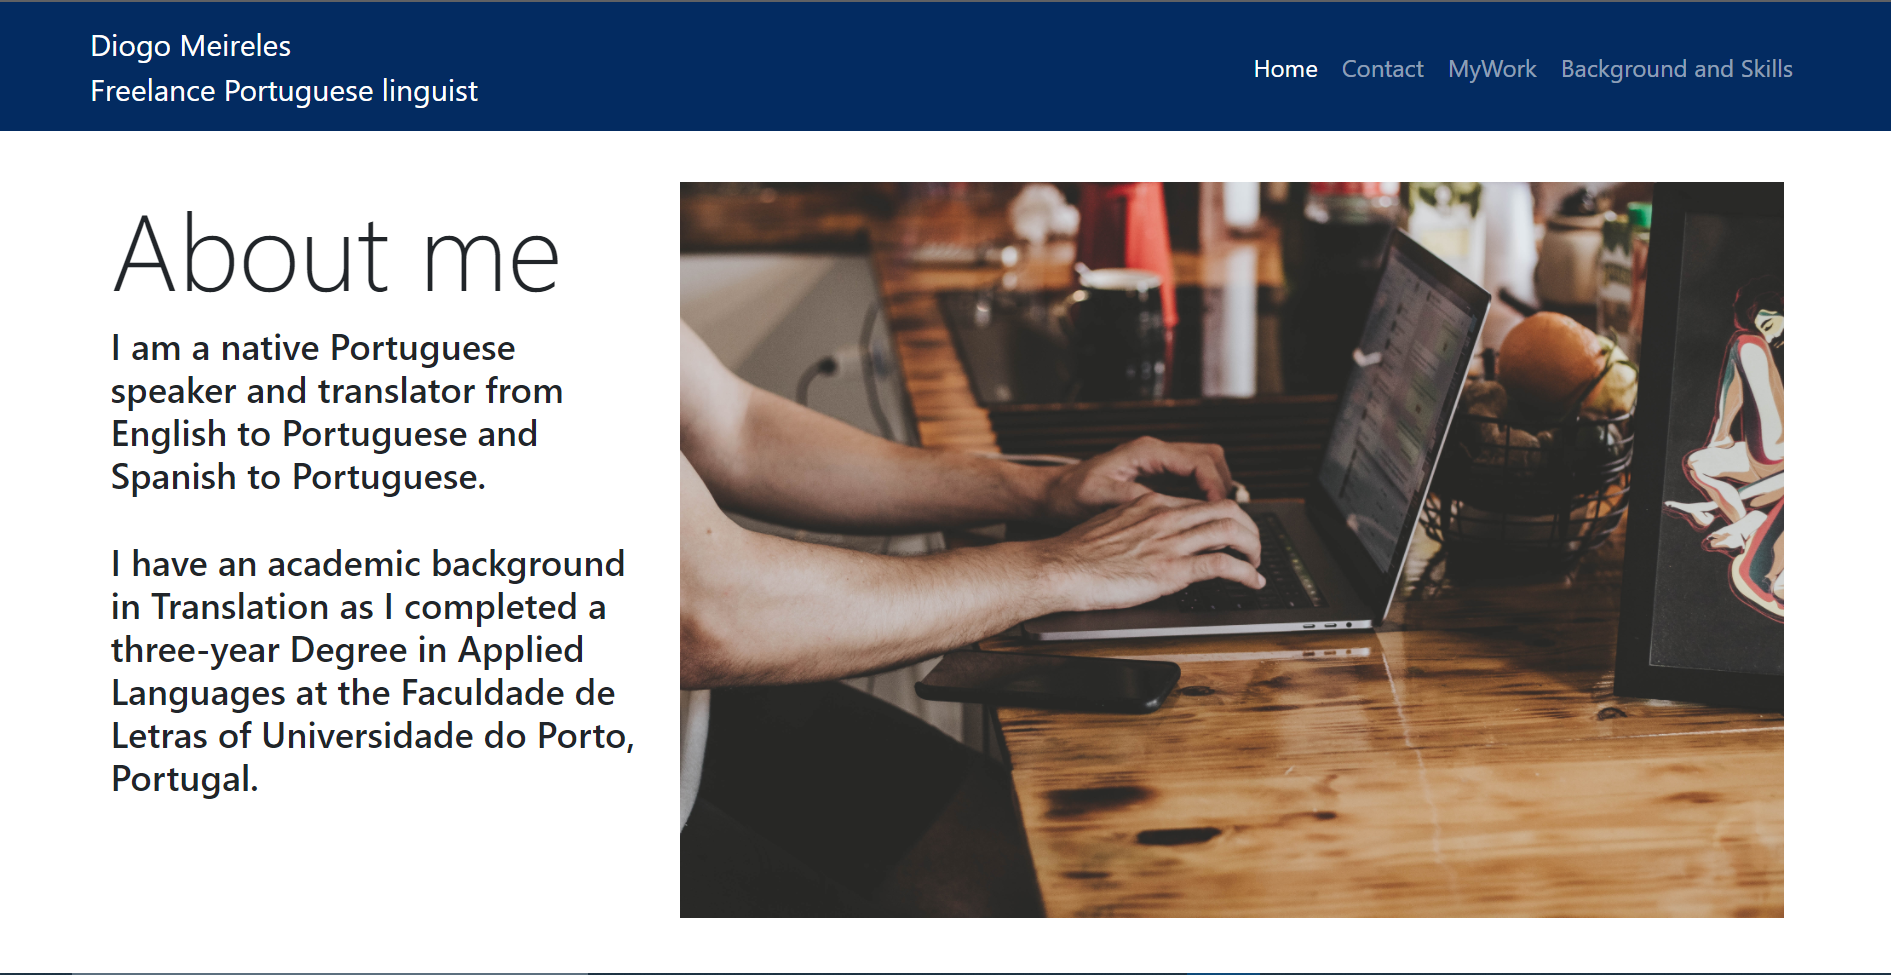 Diogo Meireles
Freelance Portuguese linguist
Home Contact MyWork Background and Skills
About me
I am a native Portuguese
speaker and translator from
English to Portuguese and
Spanish to Portuguese.
I have an academic background
in Translation as I completed a
three-year Degree in Applied
Languages at the Faculdade de
Letras of Universidade do Porto,
Portugal.